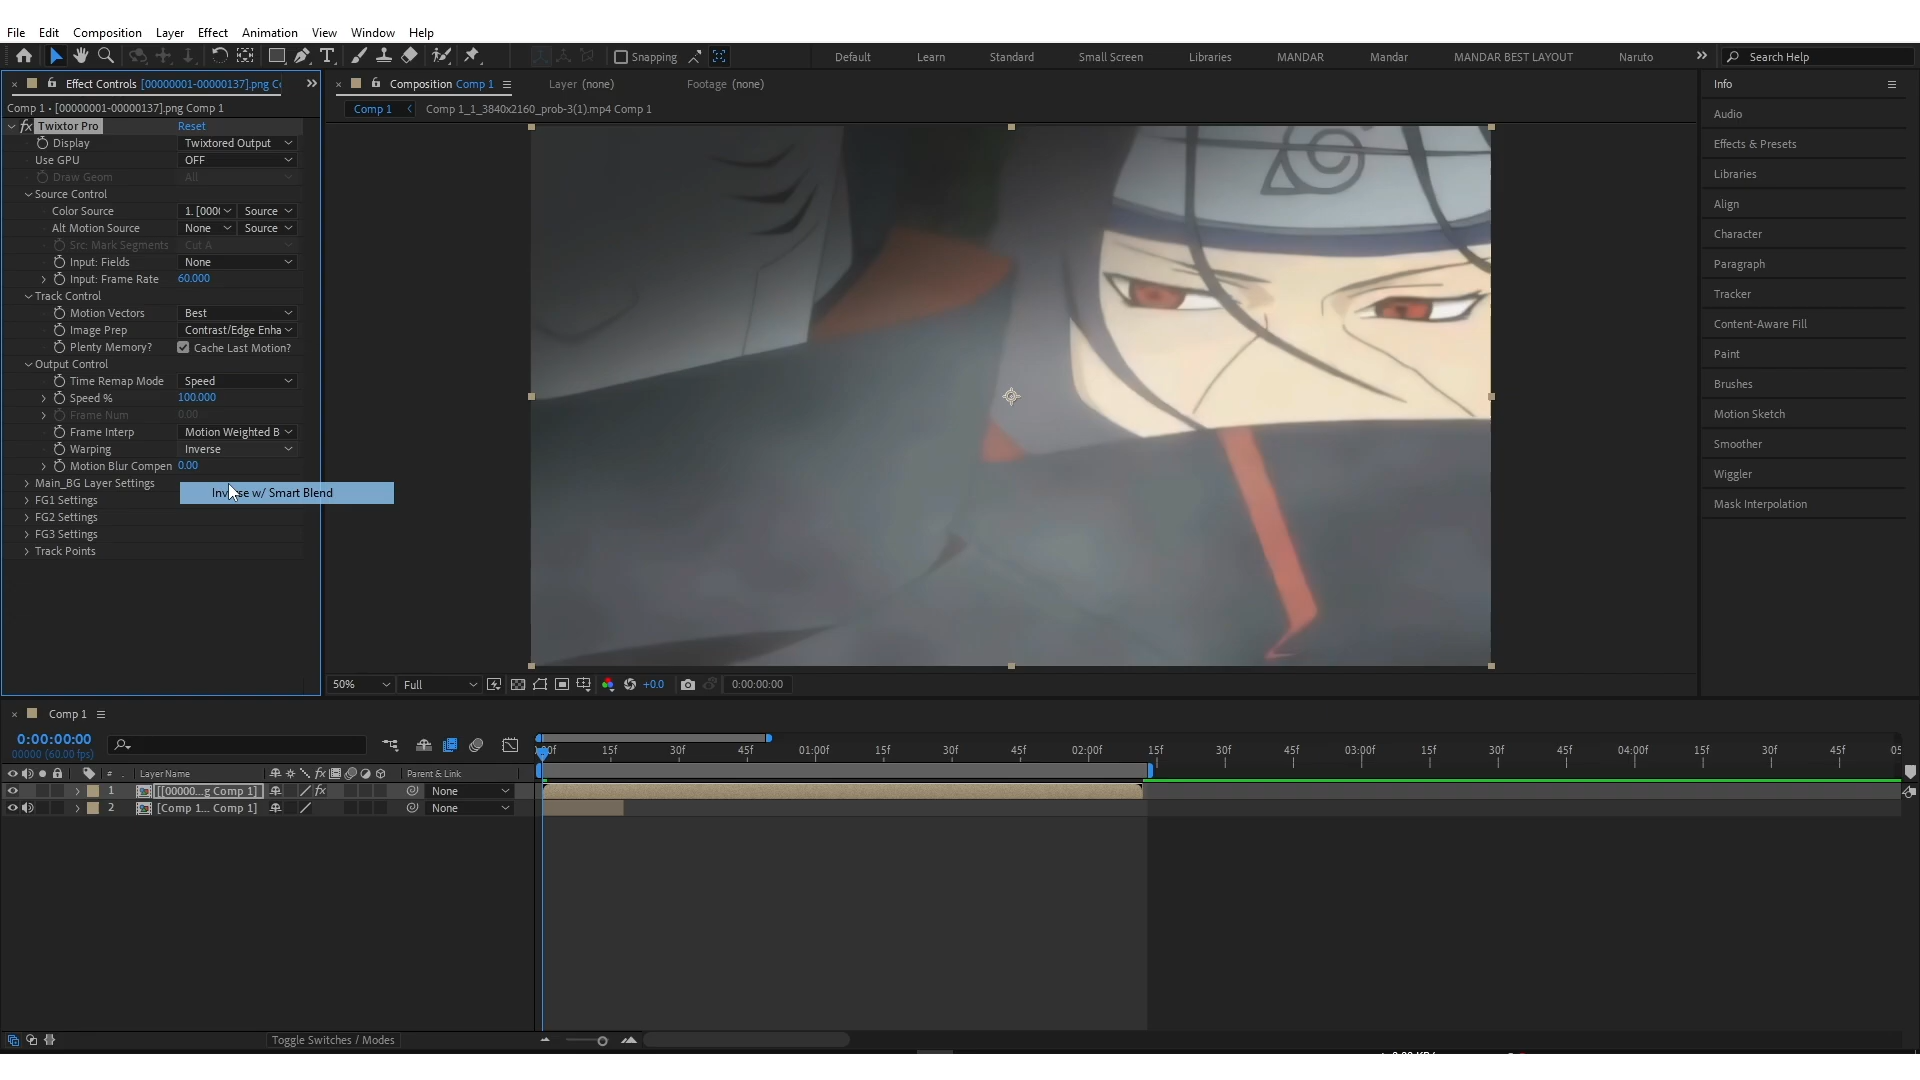 File Edit Composition Layer Effect Animation View Window Help
Snapping Default Learn Standard Small Screen Libraries MANDAR Mandar MANDAR BEST LAYOUT Naruto Search Help
Effect Controls [00000001-00000137].png Co
Composition Comp 1 Layer (none) Footage (none)
Info
Comp 1 • [00000001-00000137].png Comp 1
Comp 1 Comp 1_1_3840x2160_prob-3(1).mp4 Comp 1
Audio
fx Twixtor Pro Reset
Display Twixtored Output
Effects & Presets
Use GPU OFF
Draw Geom All
Libraries
Source Control
Color Source 1. [000( Source
Align
Alt Motion Source None Source
Character
Src: Mark Segments Cut A
Input: Fields None
Paragraph
Input: Frame Rate 60.000
Track Control
Tracker
Motion Vectors Best
Content-Aware Fill
Image Prep Contrast/Edge Enha
Plenty Memory? Cache Last Motion?
Paint
Output Control
Time Remap Mode Speed
Brushes
Speed % 100.000
Frame Num 0.00
Motion Sketch
Frame Interp Motion Weighted B
Smoother
Warping Inverse
Motion Blur Compen 0.00
Wiggler
Main_BG Layer Settings
Inverse w/ Smart Blend
FG1 Settings
Mask Interpolation
FG2 Settings
FG3 Settings
Track Points
50% Full +0.0 0:00:00:00
Comp 1
0:00:00:00
00000 (60.00 fps)
:00f 15f 30f 45f 01:00f 15f 30f 45f 02:00f 15f 30f 45f 03:00f 15f 30f 45f 04:00f 15f 30f 45f 05
# . Layer Name fx Parent & Link
1 [[00000...g Comp 1] fx None
2 [Comp 1... Comp 1] None
Toggle Switches / Modes